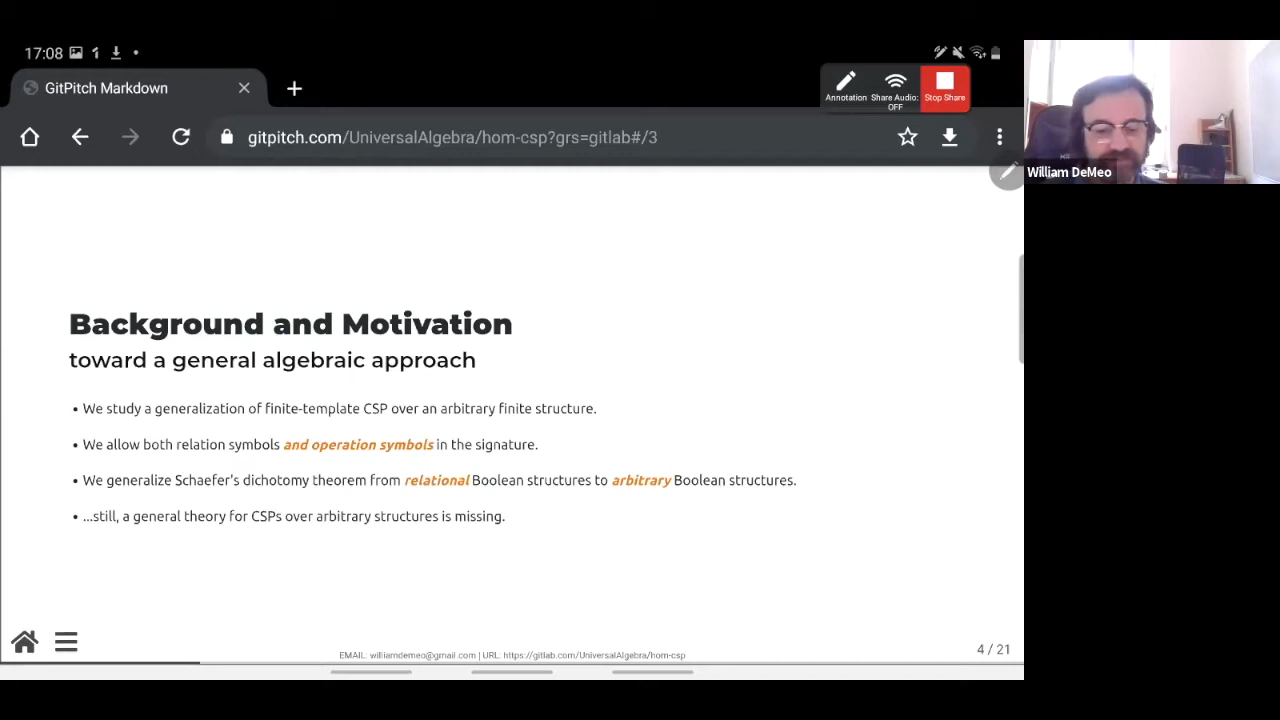 17:08
GitPitch Markdown
Annotation
Share Audio: OFF
Stop Share
gitpitch.com/UniversalAlgebra/hom-csp?grs=gitlab#/3
William DeMeo
Background and Motivation
toward a general algebraic approach
• We study a generalization of finite-template CSP over an arbitrary finite structure.
• We allow both relation symbols and operation symbols in the signature.
• We generalize Schaefer's dichotomy theorem from relational Boolean structures to arbitrary Boolean structures.
• ...still, a general theory for CSPs over arbitrary structures is missing.
EMAIL: williamdemeo@gmail.com | URL: https://gitlab.com/UniversalAlgebra/hom-csp
4 / 21